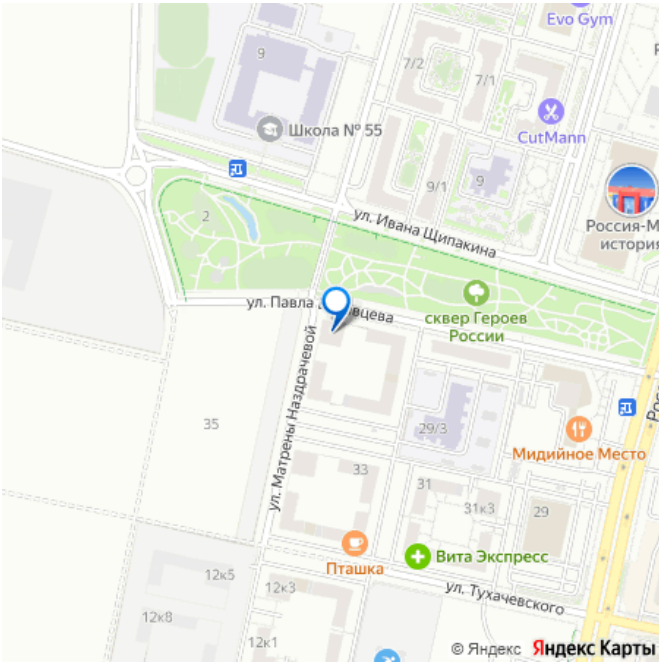 Evo Gym
9
7/2
7/1
Школа № 55
CutMann
9/1
9
Россия-М
история
2
ул. Ивана Щипакина
ул. Павла
вцева
сквер Героев
России
ул. Матрены Наздрачевой
35
29/3
Мидийное Место
33
31
31к3
29
Пташка
Вита Экспресс
12к5
12к3
ул. Тухачевского
12к8
12к1
© Яндекс Яндекс Карты